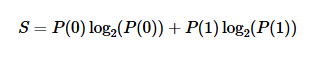 S = P(0) log₂(P(0)) + P(1) log₂(P(1))